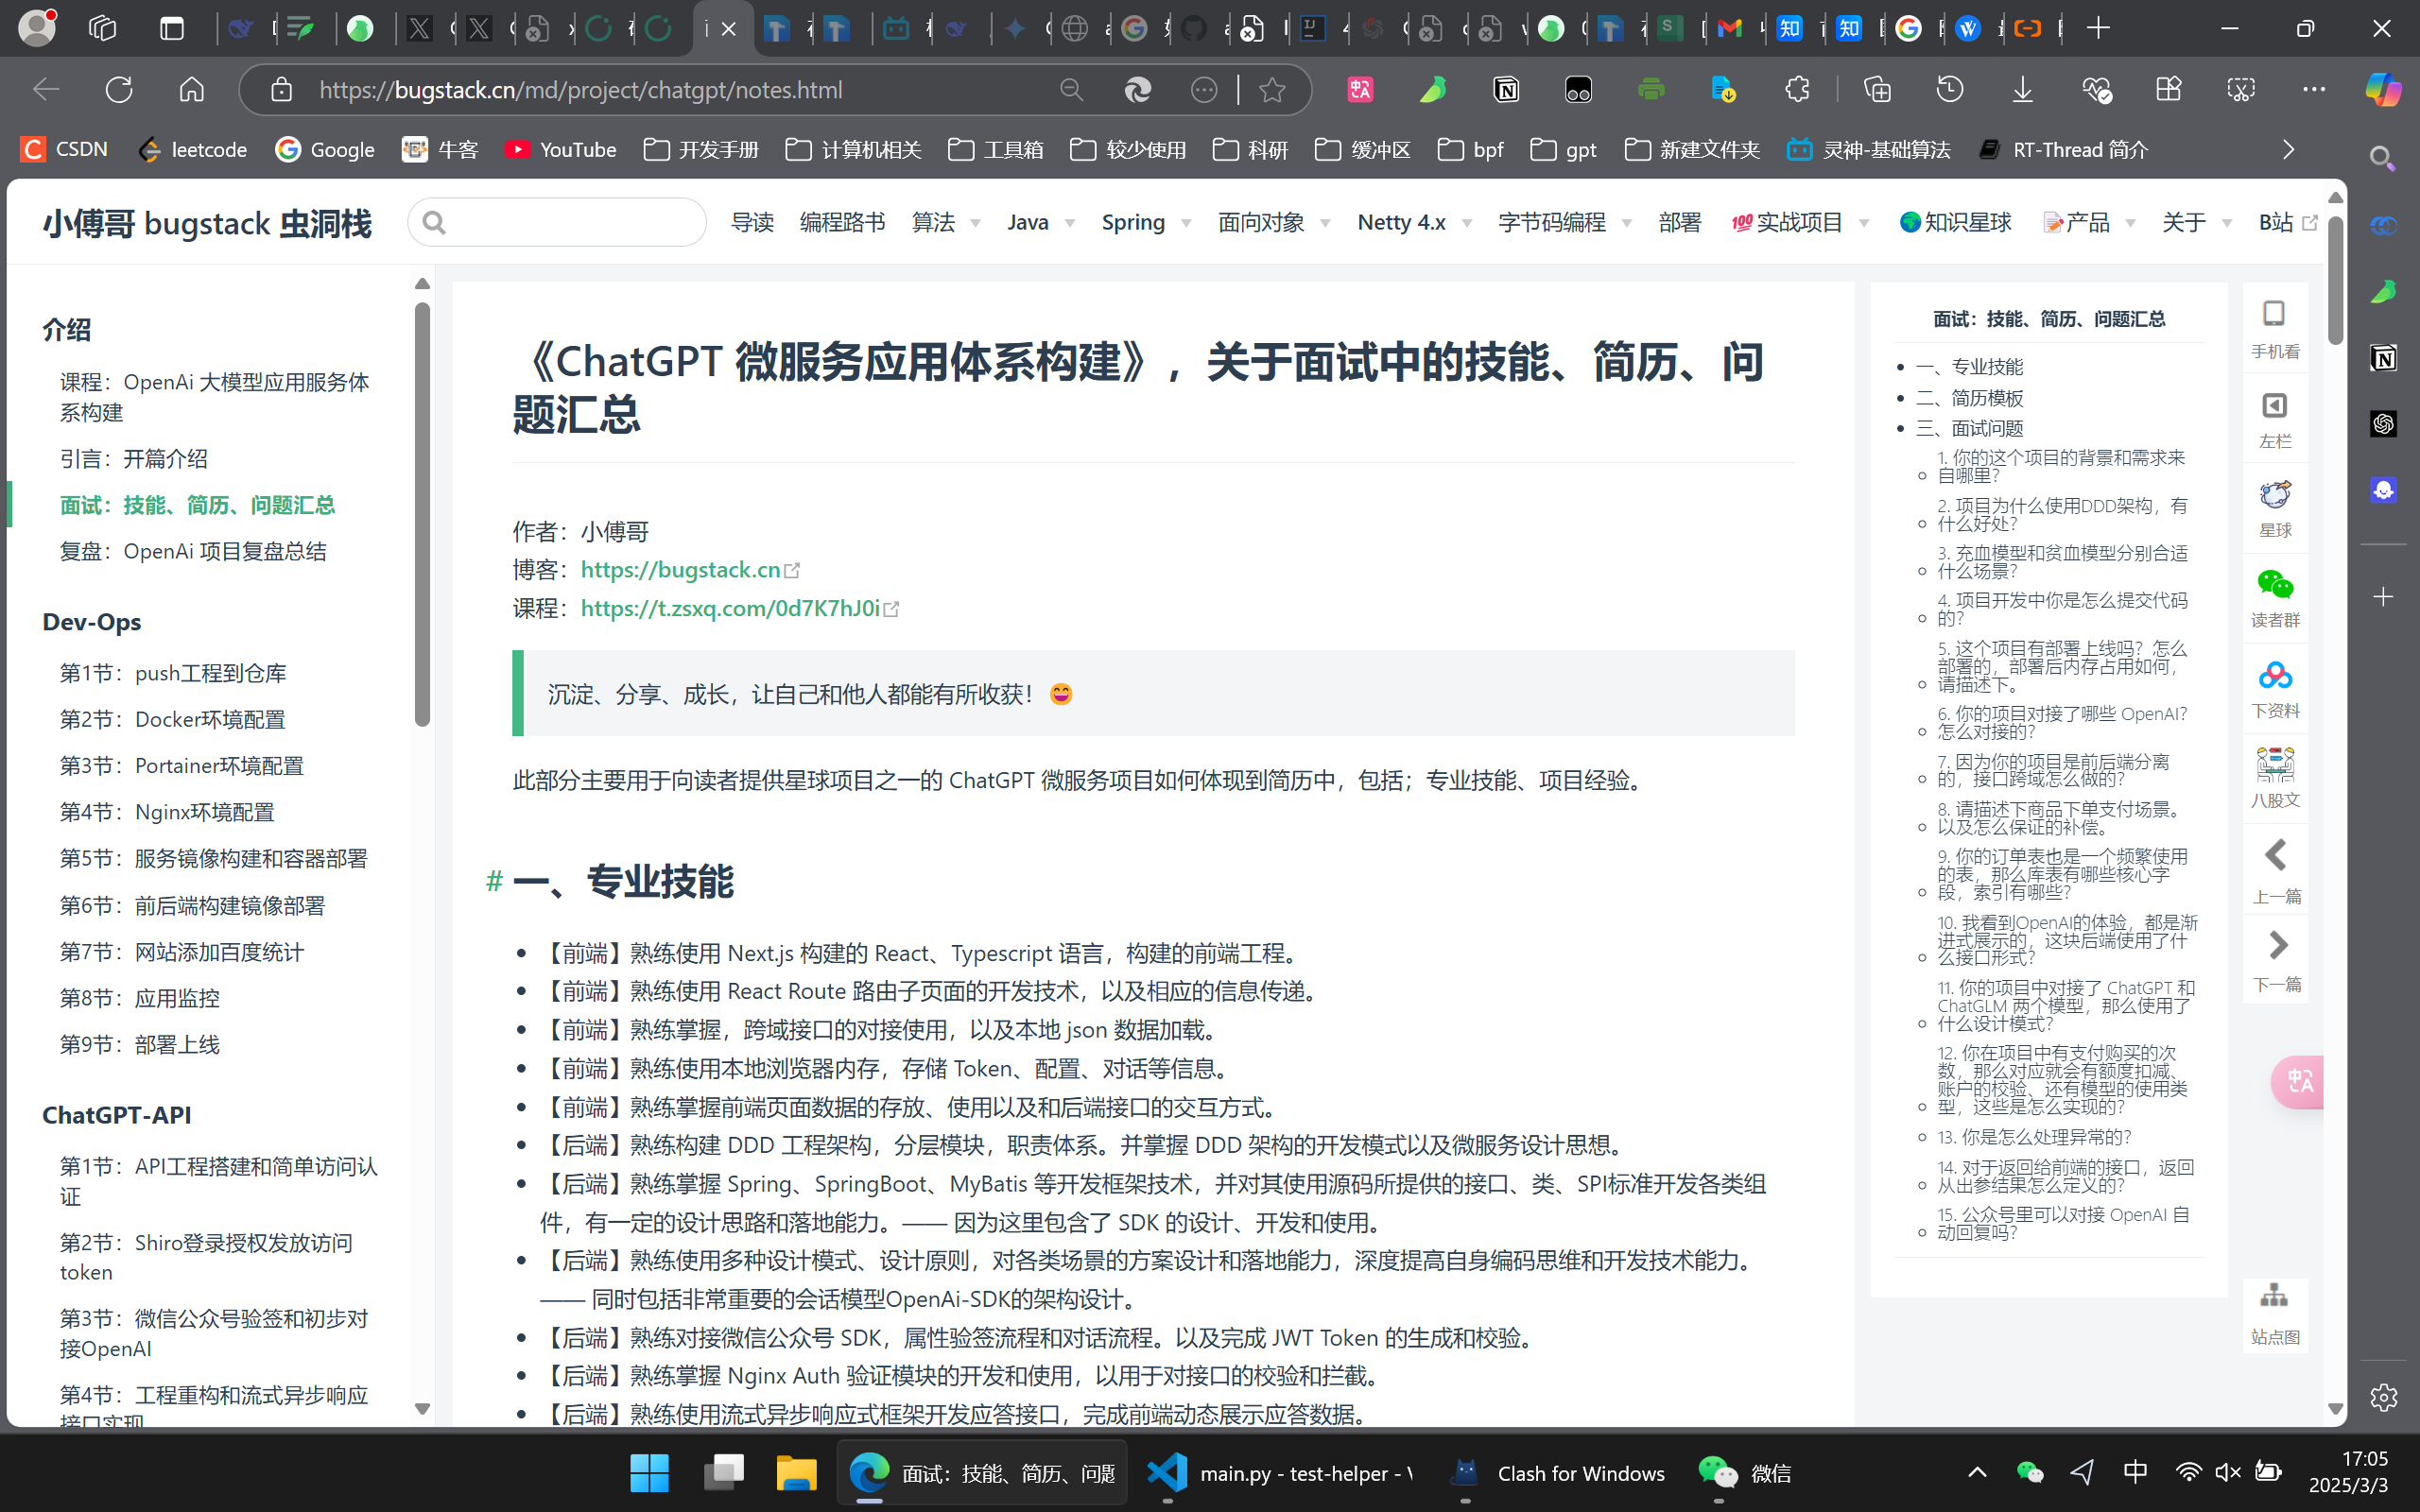 https://bugstack.cn/md/project/chatgpt/notes.html
CSDN
leetcode
Google
牛客
YouTube
开发手册
计算机相关
工具箱
较少使用
科研
缓冲区
bpf
gpt
新建文件夹
灵神-基础算法
RT-Thread 简介
小傅哥 bugstack 虫洞栈
导读
编程路书
算法
Java
Spring
面向对象
Netty 4.x
字节码编程
部署
💯实战项目
🌍知识星球
📝产品
关于
B站
介绍
课程：OpenAi 大模型应用服务体
系构建
引言：开篇介绍
面试：技能、简历、问题汇总
复盘：OpenAi 项目复盘总结
Dev-Ops
第1节：push工程到仓库
第2节：Docker环境配置
第3节：Portainer环境配置
第4节：Nginx环境配置
第5节：服务镜像构建和容器部署
第6节：前后端构建镜像部署
第7节：网站添加百度统计
第8节：应用监控
第9节：部署上线
ChatGPT-API
第1节：API工程搭建和简单访问认
证
第2节：Shiro登录授权发放访问
token
第3节：微信公众号验签和初步对
接OpenAI
第4节：工程重构和流式异步响应
接口实现
《ChatGPT 微服务应用体系构建》，关于面试中的技能、简历、问
题汇总
作者：小傅哥
博客：https://bugstack.cn
课程：https://t.zsxq.com/0d7K7hJ0i
沉淀、分享、成长，让自己和他人都能有所收获！😄
此部分主要用于向读者提供星球项目之一的 ChatGPT 微服务项目如何体现到简历中，包括；专业技能、项目经验。
# 一、专业技能
【前端】熟练使用 Next.js 构建的 React、Typescript 语言，构建的前端工程。
【前端】熟练使用 React Route 路由子页面的开发技术，以及相应的信息传递。
【前端】熟练掌握，跨域接口的对接使用，以及本地 json 数据加载。
【前端】熟练使用本地浏览器内存，存储 Token、配置、对话等信息。
【前端】熟练掌握前端页面数据的存放、使用以及和后端接口的交互方式。
【后端】熟练构建 DDD 工程架构，分层模块，职责体系。并掌握 DDD 架构的开发模式以及微服务设计思想。
【后端】熟练掌握 Spring、SpringBoot、MyBatis 等开发框架技术，并对其使用源码所提供的接口、类、SPI标准开发各类组
件，有一定的设计思路和落地能力。—— 因为这里包含了 SDK 的设计、开发和使用。
【后端】熟练使用多种设计模式、设计原则，对各类场景的方案设计和落地能力，深度提高自身编码思维和开发技术能力。
—— 同时包括非常重要的会话模型OpenAi-SDK的架构设计。
【后端】熟练对接微信公众号 SDK，属性验签流程和对话流程。以及完成 JWT Token 的生成和校验。
【后端】熟练掌握 Nginx Auth 验证模块的开发和使用，以用于对接口的校验和拦截。
【后端】熟练使用流式异步响应式框架开发应答接口，完成前端动态展示应答数据。
面试：技能、简历、问题汇总
一、专业技能
二、简历模板
三、面试问题
1. 你的这个项目的背景和需求来
自哪里？
2. 项目为什么使用DDD架构，有
什么好处？
3. 充血模型和贫血模型分别合适
什么场景？
4. 项目开发中你是怎么提交代码
的？
5. 这个项目有部署上线吗？怎么
部署的，部署后内存占用如何，
请描述下。
6. 你的项目对接了哪些 OpenAI？
怎么对接的？
7. 因为你的项目是前后端分离
的，接口跨域怎么做的？
8. 请描述下商品下单支付场景。
以及怎么保证的补偿。
9. 你的订单表也是一个频繁使用
的表，那么库表有哪些核心字
段，索引有哪些？
10. 我看到OpenAI的体验，都是渐
进式展示的，这块后端使用了什
么接口形式？
11. 你的项目中对接了 ChatGPT 和
ChatGLM 两个模型，那么使用了
什么设计模式？
12. 你在项目中有支付购买的次
数，那么对应就会有额度扣减、
账户的校验、还有模型的使用类
型，这些是怎么实现的？
13. 你是怎么处理异常的？
14. 对于返回给前端的接口，返回
从出参结果怎么定义的？
15. 公众号里可以对接 OpenAI 自
动回复吗？
手机看
左栏
星球
读者群
下资料
八股文
上一篇
下一篇
站点图
面试：技能、简历、问题
main.py - test-helper - V
Clash for Windows
微信
中
17:05
2025/3/3